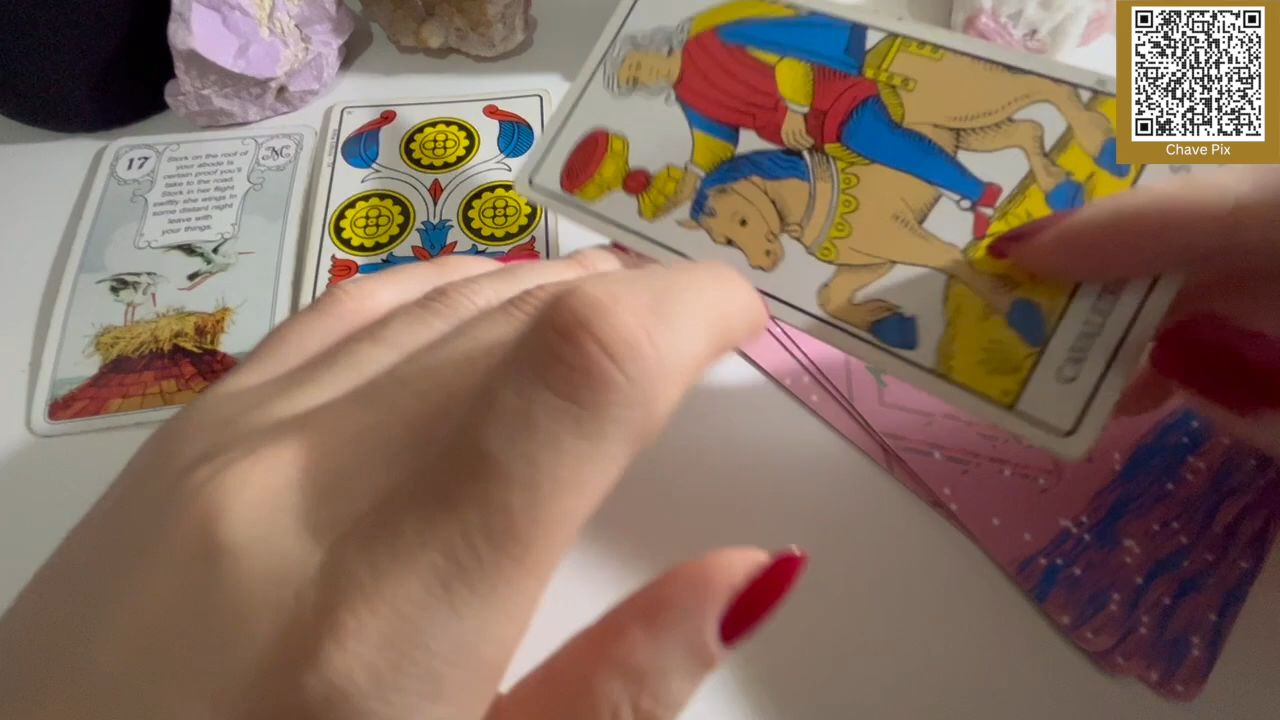 17
Stork on the roof of
your abode is
certain proof you'll
take to the road.
Stork in her flight
swiftly she wings in
some distant night
leave with
your things.
Chave Pix